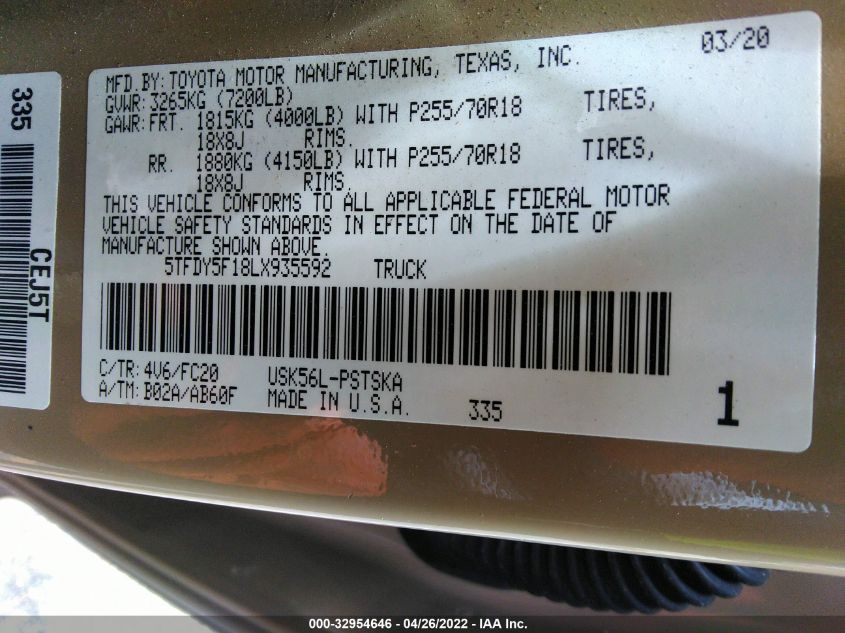 MFD.BY: TOYOTA MOTOR MANUFACTURING, TEXAS, INC. 03/20
GVWR: 3265KG (7200LB)
GAWR: FRT. 1815KG (4000LB) WITH P255/70R18 TIRES,
18X8J RIMS.
RR. 1880KG (4150LB) WITH P255/70R18 TIRES,
18X8J RIMS.
THIS VEHICLE CONFORMS TO ALL APPLICABLE FEDERAL MOTOR
VEHICLE SAFETY STANDARDS IN EFFECT ON THE DATE OF
MANUFACTURE SHOWN ABOVE.
5TFDY5F18LX935592 TRUCK
C/TR: 4V6/FC20 USK56L-PSTSKA
A/TM: B02A/AB60F MADE IN U.S.A. 335 1
335
CEJ5T
000-32954646 - 04/26/2022 - IAA Inc.